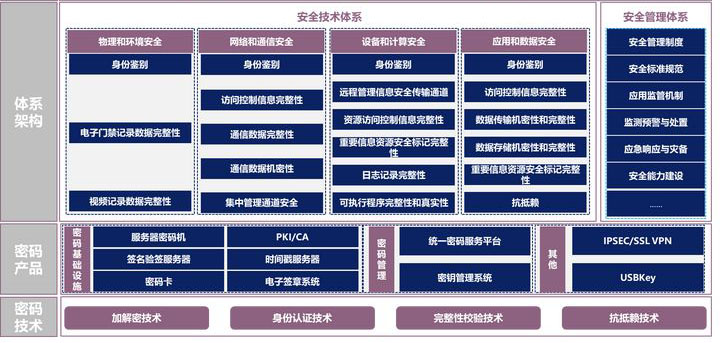 体系
架构
安全技术体系
物理和环境安全
身份鉴别
电子门禁记录数据完整性
视频记录数据完整性
网络和通信安全
身份鉴别
访问控制信息完整性
通信数据完整性
通信数据机密性
集中管理通道安全
设备和计算安全
身份鉴别
远程管理信息安全传输通道
资源访问控制信息完整性
重要信息资源安全标记完整
性
日志记录完整性
可执行程序完整性和真实性
应用和数据安全
身份鉴别
访问控制信息完整性
数据传输机密性和完整性
数据存储机密性和完整性
重要信息资源安全标记完整
性
抗抵赖
安全管理体系
安全管理制度
安全标准规范
应用监管机制
监测预警与处置
应急响应与灾备
安全能力建设
……
密码
产品
密码基础设施
服务器密码机
PKI/CA
签名验签服务器
时间戳服务器
密码卡
电子签章系统
密码管理
统一密码服务平台
密钥管理系统
其他
IPSEC/SSL VPN
USBKey
密码
技术
加解密技术
身份认证技术
完整性校验技术
抗抵赖技术